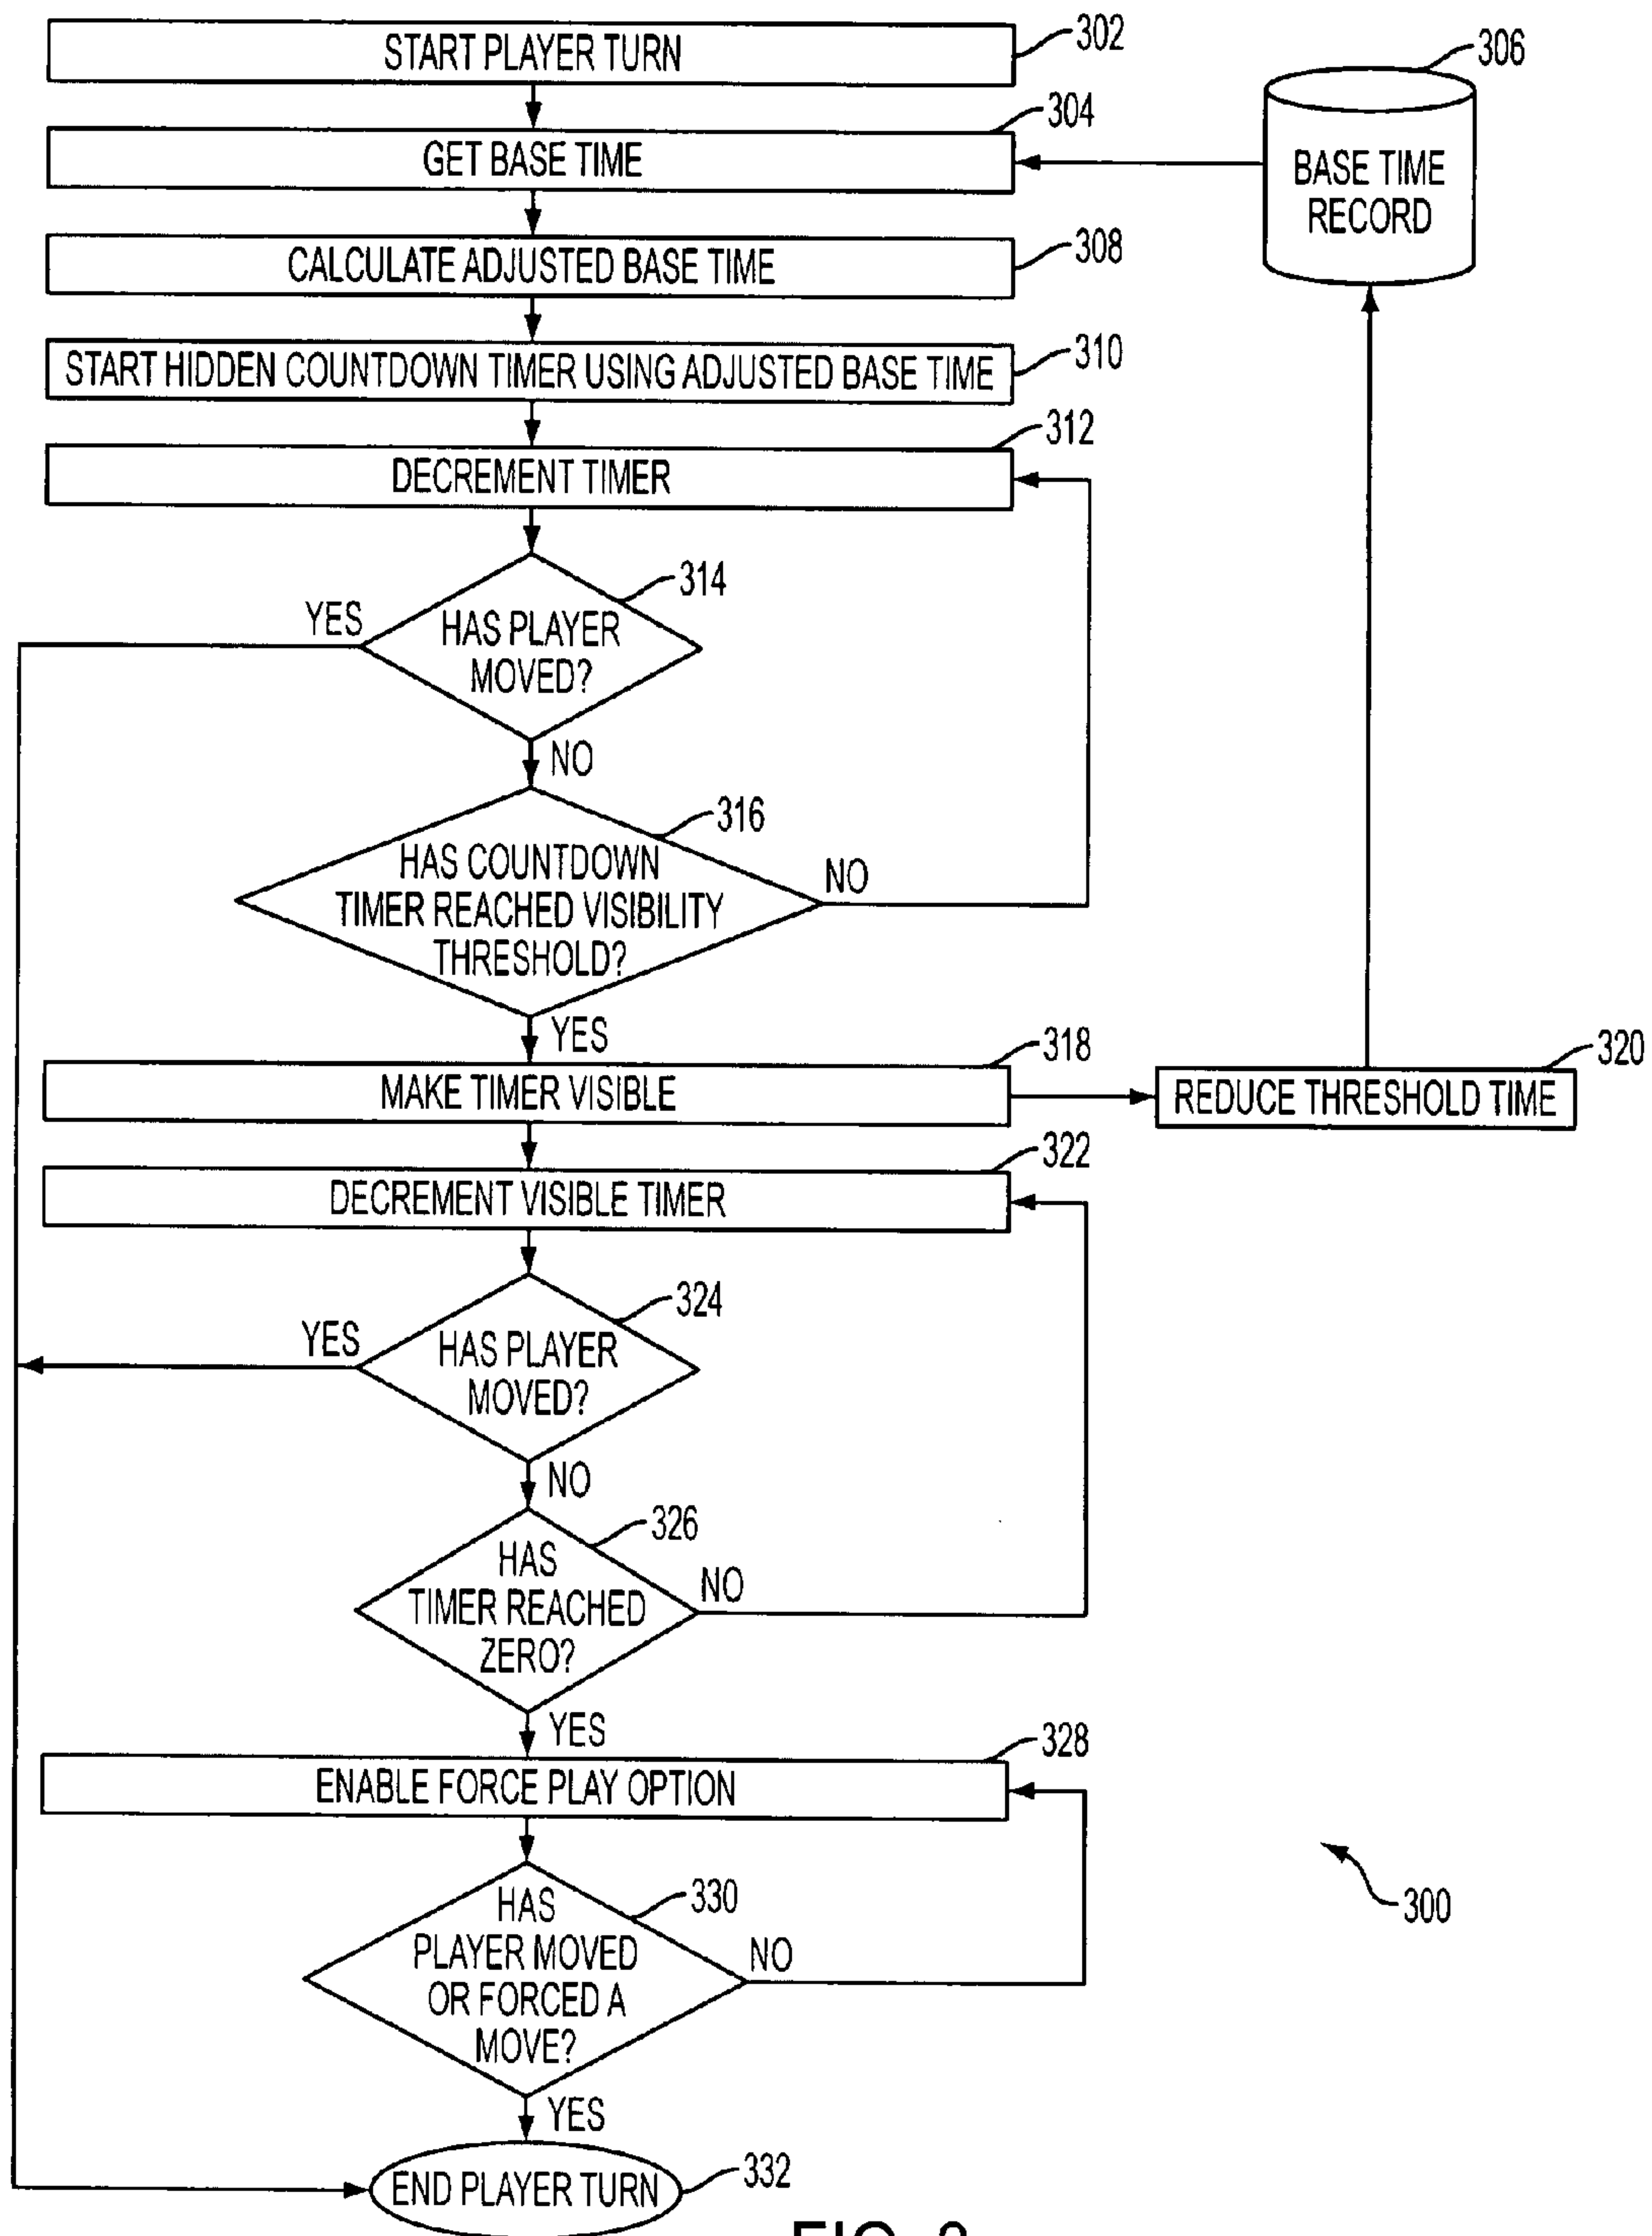 START PLAYER TURN
302
306
304
GET BASE TIME
BASE TIME
RECORD
308
CALCULATE ADJUSTED BASE TIME
310
START HIDDEN COUNTDOWN TIMER USING ADJUSTED BASE TIME
312
DECREMENT TIMER
314
YES
HAS PLAYER
MOVED?
NO
316
HAS COUNTDOWN
TIMER REACHED VISIBILITY
THRESHOLD?
NO
YES
318
MAKE TIMER VISIBLE
320
REDUCE THRESHOLD TIME
322
DECREMENT VISIBLE TIMER
324
YES
HAS PLAYER
MOVED?
NO
326
HAS
TIMER REACHED
ZERO?
NO
YES
328
ENABLE FORCE PLAY OPTION
330
HAS
PLAYER MOVED
OR FORCED A
MOVE?
NO
300
YES
332
END PLAYER TURN
FIG.